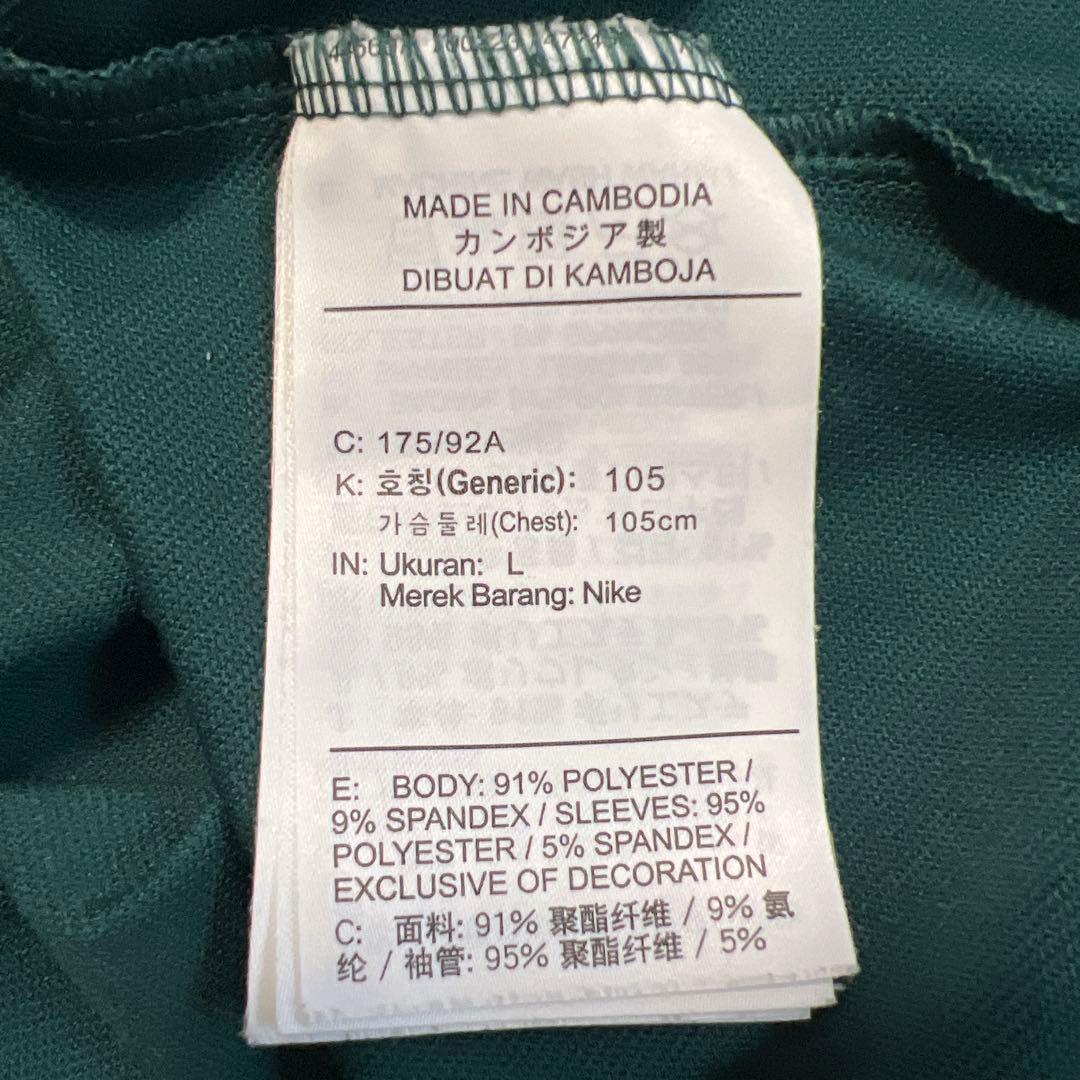 MADE IN CAMBODIA
カンボジア製
DIBUAT DI KAMBOJA
C: 175/92A
K: 호칭(Generic): 105
가슴둘레(Chest): 105cm
IN: Ukuran: L
Merek Barang: Nike
E: BODY: 91% POLYESTER /
9% SPANDEX / SLEEVES: 95%
POLYESTER / 5% SPANDEX /
EXCLUSIVE OF DECORATION
C: 面料: 91% 聚酯纤维 / 9% 氨
纶 / 袖管: 95% 聚酯纤维 / 5%